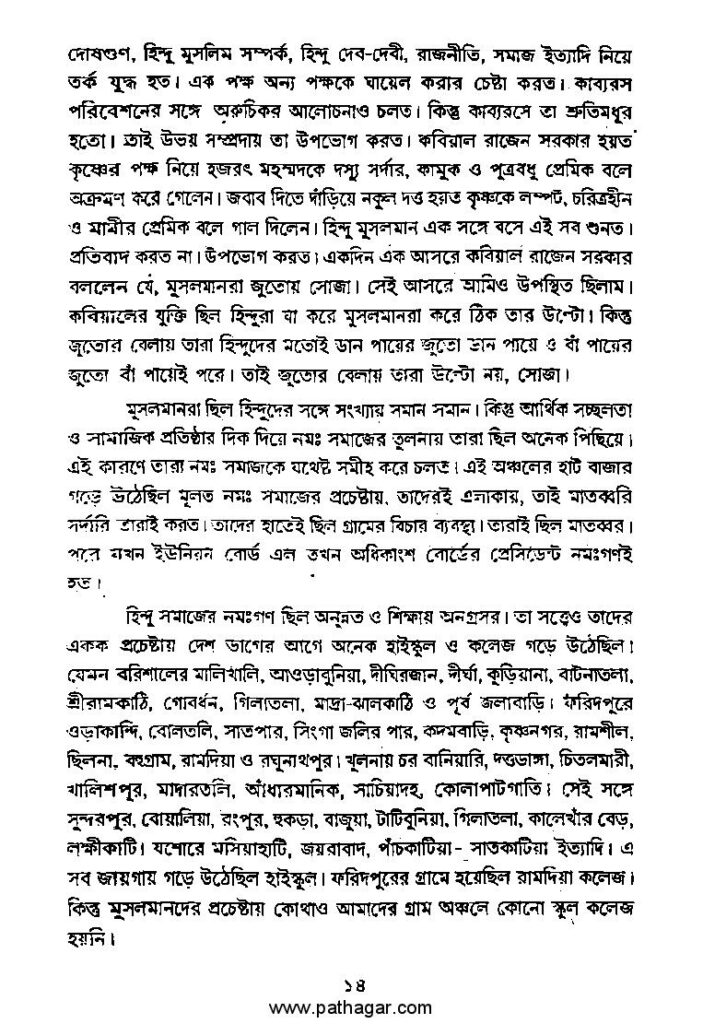 দোষগুণ, হিন্দু মুসলিম সম্পর্ক, হিন্দু দেব-দেবী, রাজনীতি, সমাজ ইত্যাদি নিয়ে
তর্ক যুদ্ধ হত। এক পক্ষ অন্য পক্ষকে ঘায়েল করার চেষ্টা করত। কাব্যরস
পরিবেশনের সঙ্গে অরুচিকর আলোচনাও চলত। কিন্তু কাব্যরসে তা শ্রুতিমধুর
হতো। তাই উভয় সম্প্রদায় তা উপভোগ করত। কবিয়াল রাজেন সরকার হয়ত
কৃষ্ণের পক্ষ নিয়ে হজরৎ মহম্মদকে দস্যু সর্দার, কামুক ও পুত্রবধু প্রেমিক বলে
অক্রমণ করে গেলেন। জবাব দিতে দাঁড়িয়ে নকুল দত্ত হয়ত কৃষ্ণকে লম্পট, চরিত্রহীন
ও মামীর প্রেমিক বলে গাল দিলেন। হিন্দু মুসলমান এক সঙ্গে বসে এই সব শুনত।
প্রতিবাদ করত না। উপভোগ করত। একদিন এক আসরে কবিয়াল রাজেন সরকার
বললেন যে, মুসলমানরা জুতোয় সোজা। সেই আসরে আমিও উপস্থিত ছিলাম।
কবিয়ালের যুক্তি ছিল হিন্দুরা যা করে মুসলমানরা করে ঠিক তার উল্টো। কিন্তু
জুতোর বেলায় তারা হিন্দুদের মতোই ডান পায়ের জুতো ডান পায়ে ও বাঁ পায়ের
জুতো বাঁ পায়েই পরে। তাই জুতোর বেলায় তারা উল্টো নয়, সোজা।
মুসলমানরা ছিল হিন্দুদের সঙ্গে সংখ্যায় সমান সমান। কিন্তু আর্থিক সচ্ছলতা
ও সামাজিক প্রতিষ্ঠার দিক দিয়ে নমঃ সমাজের তুলনায় তারা ছিল অনেক পিছিয়ে।
এই কারণে তারা নমঃ সমাজকে যথেষ্ট সমীহ করে চলত। এই অঞ্চলের হাট বাজার
গড়ে উঠেছিল মূলত নমঃ সমাজের প্রচেষ্টায়, তাদেরই এলাকায়, তাই মাতব্বরি
সর্দারি তারাই করত। তাদের হাতেই ছিল গ্রামের বিচার ব্যবস্থা। তারাই ছিল মাতব্বর।
পরে যখন ইউনিয়ন বোর্ড এল তখন অধিকাংশ বোর্ডের প্রেসিডেন্ট নমঃগণই
হত।
হিন্দু সমাজের নমঃগণ ছিল অনুন্নত ও শিক্ষায় অনগ্রসর। তা সত্ত্বেও তাদের
একক প্রচেষ্টায় দেশ ভাগের আগে অনেক হাইস্কুল ও কলেজ গড়ে উঠেছিল।
যেমন বরিশালের মালিখালি, আওড়াবুনিয়া, দীঘিরজান, দীর্ঘা, কুড়িয়ানা, বাটনাতলা,
শ্রীরামকাঠি, গোবর্ধন, গিলাতলা, মাদ্রা-ঝালকাঠি ও পূর্ব জলাবাড়ি। ফরিদপুরে
ওড়াকান্দি, বোলতলি, সাতপার, সিংগা জলির পার, কদমবাড়ি, কৃষ্ণনগর, রামশীল,
ছিলনা, বহুগ্রাম, রামদিয়া ও রঘুনাথপুর। খুলনায় চর বানিয়ারি, দত্তডাঙ্গা, চিতলমারী,
খালিশপুর, মাদারতলি, আঁধারমানিক, সাচিয়াদহ, কোলাপাটগাতি। সেই সঙ্গে
সুন্দরপুর, বোয়ালিয়া, রংপুর, হুকড়া, বাজুয়া, টাটিবুনিয়া, গিলাতলা, কালেখাঁর বেড়,
লক্ষীকাটি। যশোরে মসিয়াহাটি, জয়রাবাদ, পাঁচকাটিয়া- সাতকাটিয়া ইত্যাদি। এ
সব জায়গায় গড়ে উঠেছিল হাইস্কুল। ফরিদপুরের গ্রামে হয়েছিল রামদিয়া কলেজ।
কিন্তু মুসলমানদের প্রচেষ্টায় কোথাও আমাদের গ্রাম অঞ্চলে কোনো স্কুল কলেজ
হয়নি।
১৪
www.pathagar.com